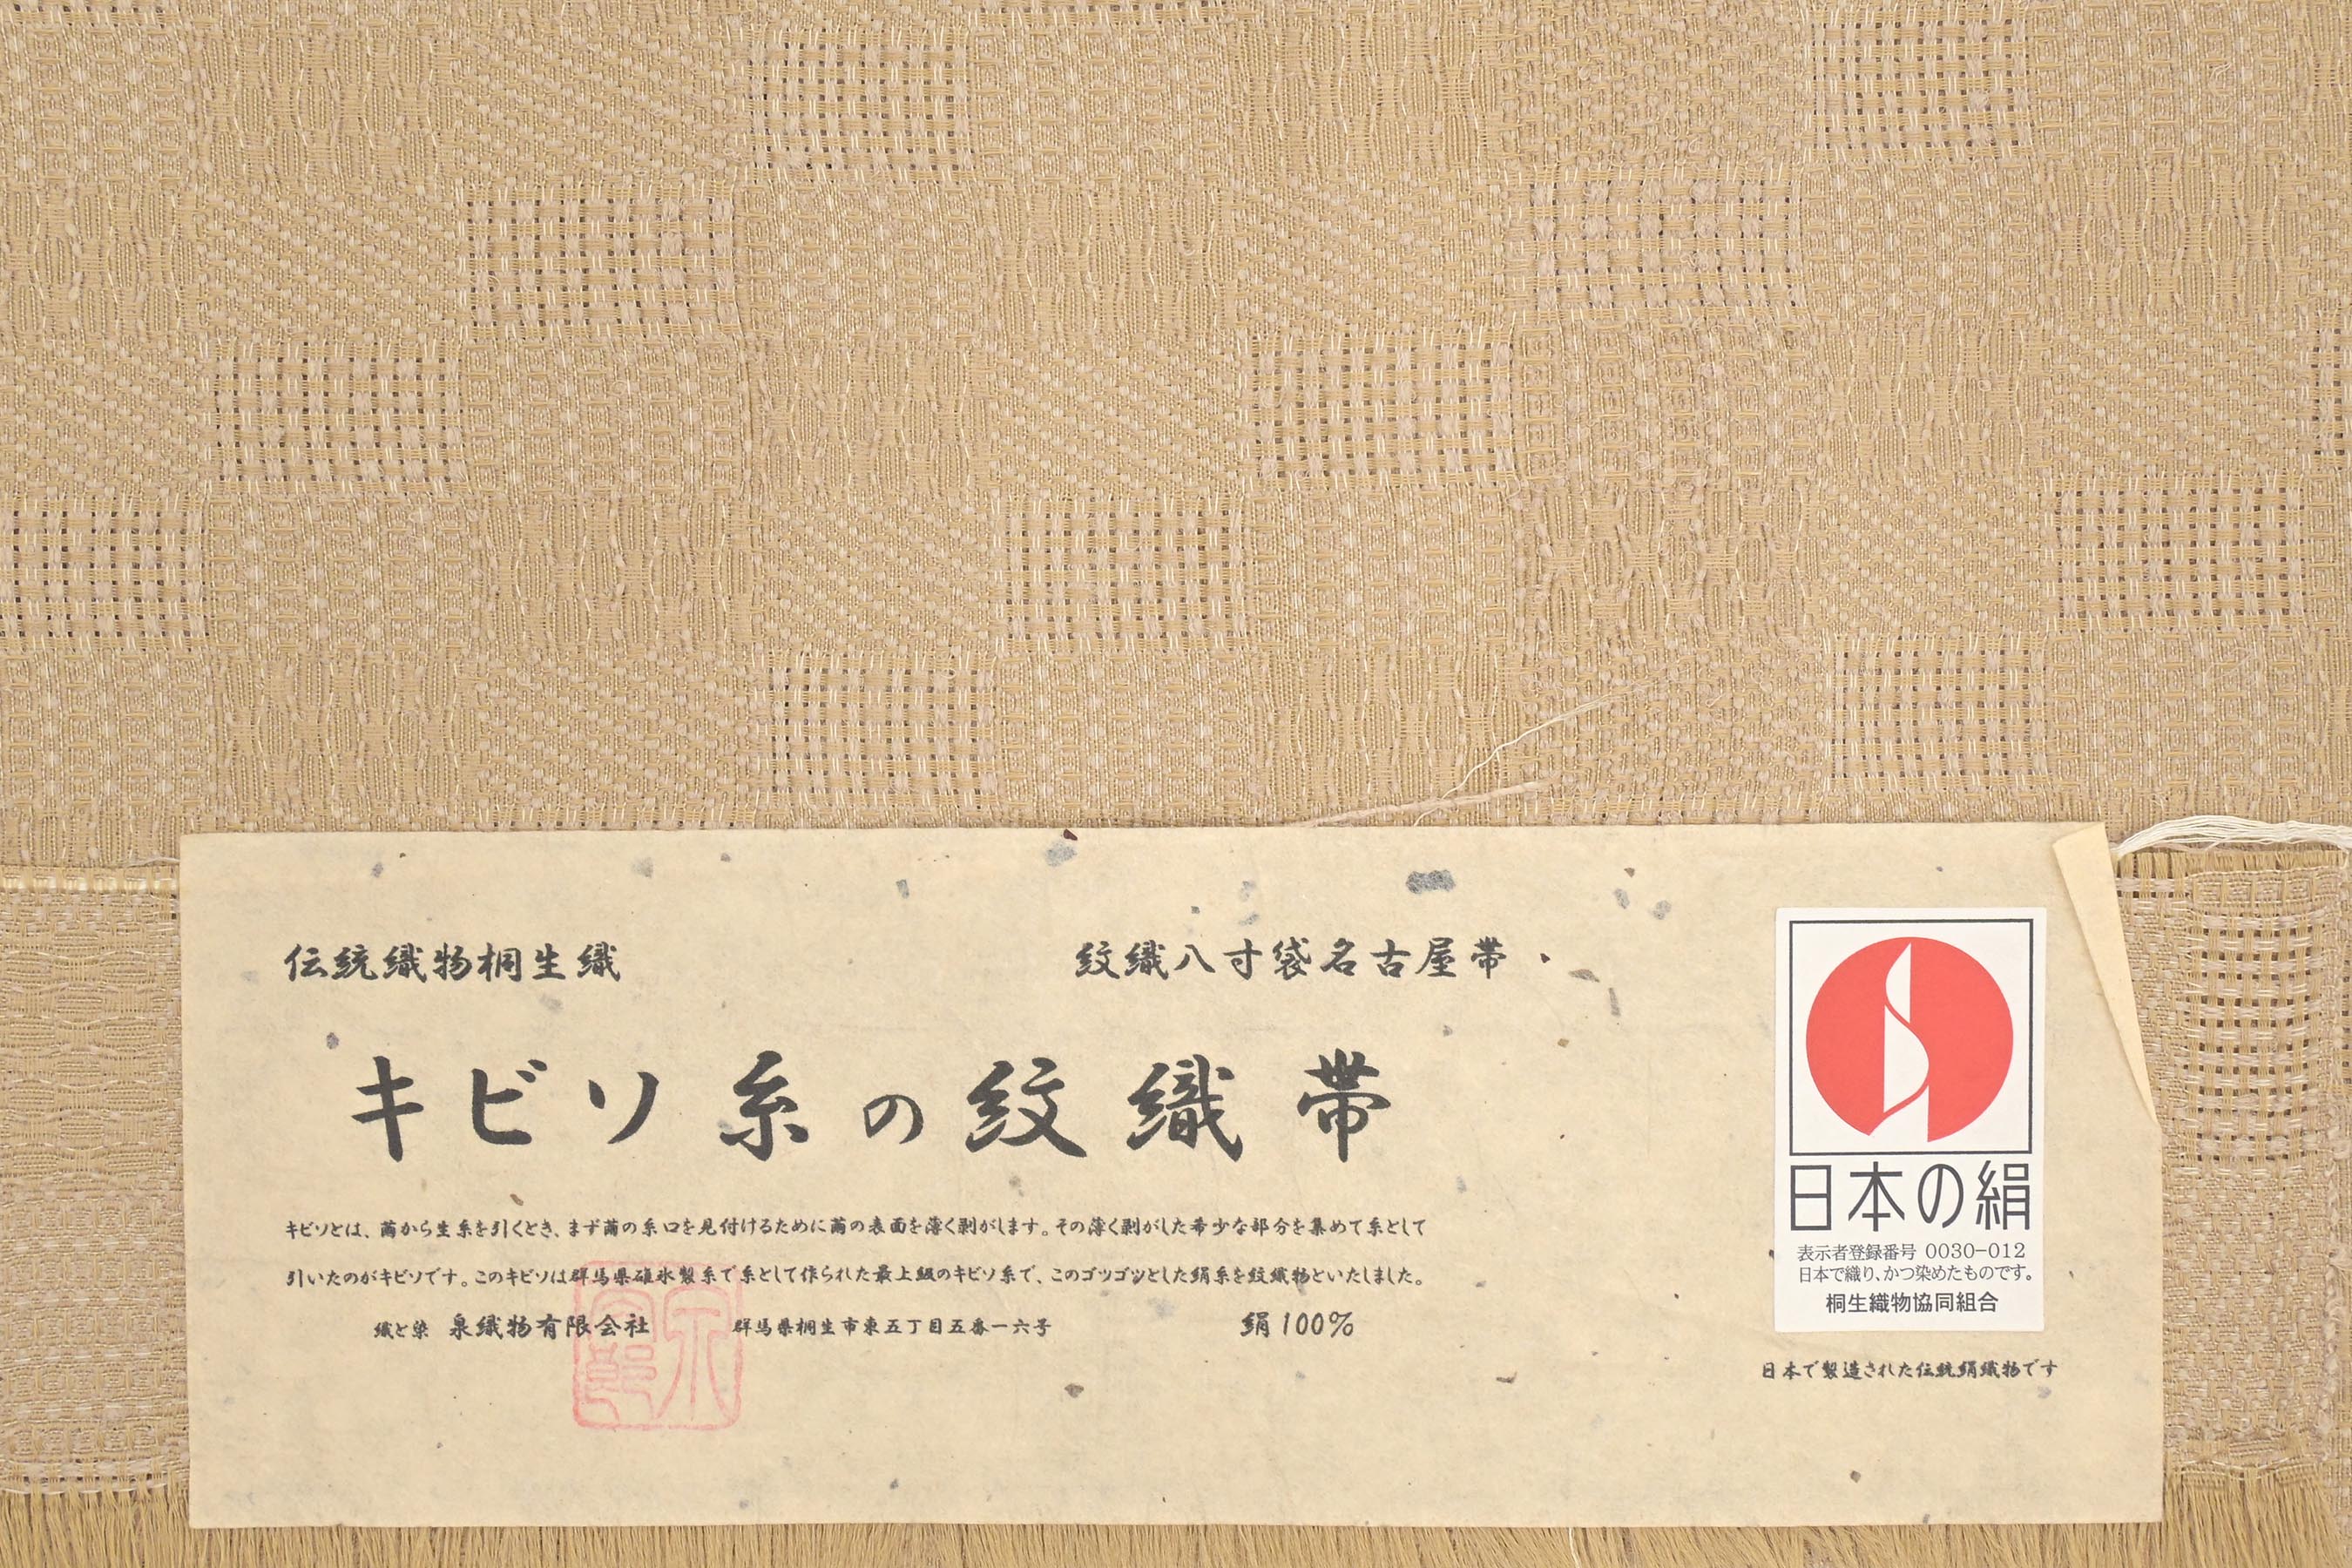 伝統織物桐生織
紋織八寸袋名古屋帯・
キビソ糸の紋織帯
キビソとは、繭から生糸を引くとき、まず繭の糸口を見付けるために繭の表面を薄く剥がします。その薄く剥がした希少な部分を集めて糸として
引いたのがキビソです。このキビソは群馬県碓氷製糸で糸として作られた最上級のキビソ糸で、このゴツゴツとした絹糸を紋織物といたしました。
織と染 泉織物有限会社 群馬県桐生市東五丁目五番一六号 絹100%
日本の絹
表示者登録番号 0030-012
日本で織り、かつ染めたものです。
桐生織物協同組合
日本で製造された伝統絹織物です